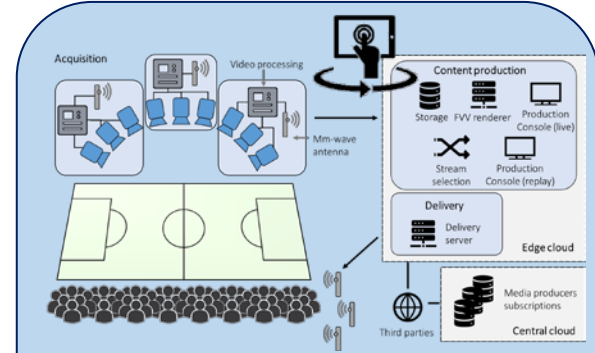 Acquisition
Video processing
Mm-wave
antenna
Content production
Storage
FVV renderer
Production
Console (live)
Stream
selection
Production
Console (replay)
Delivery
Delivery
server
Edge cloud
Third parties
Media producers
subscriptions
Central cloud